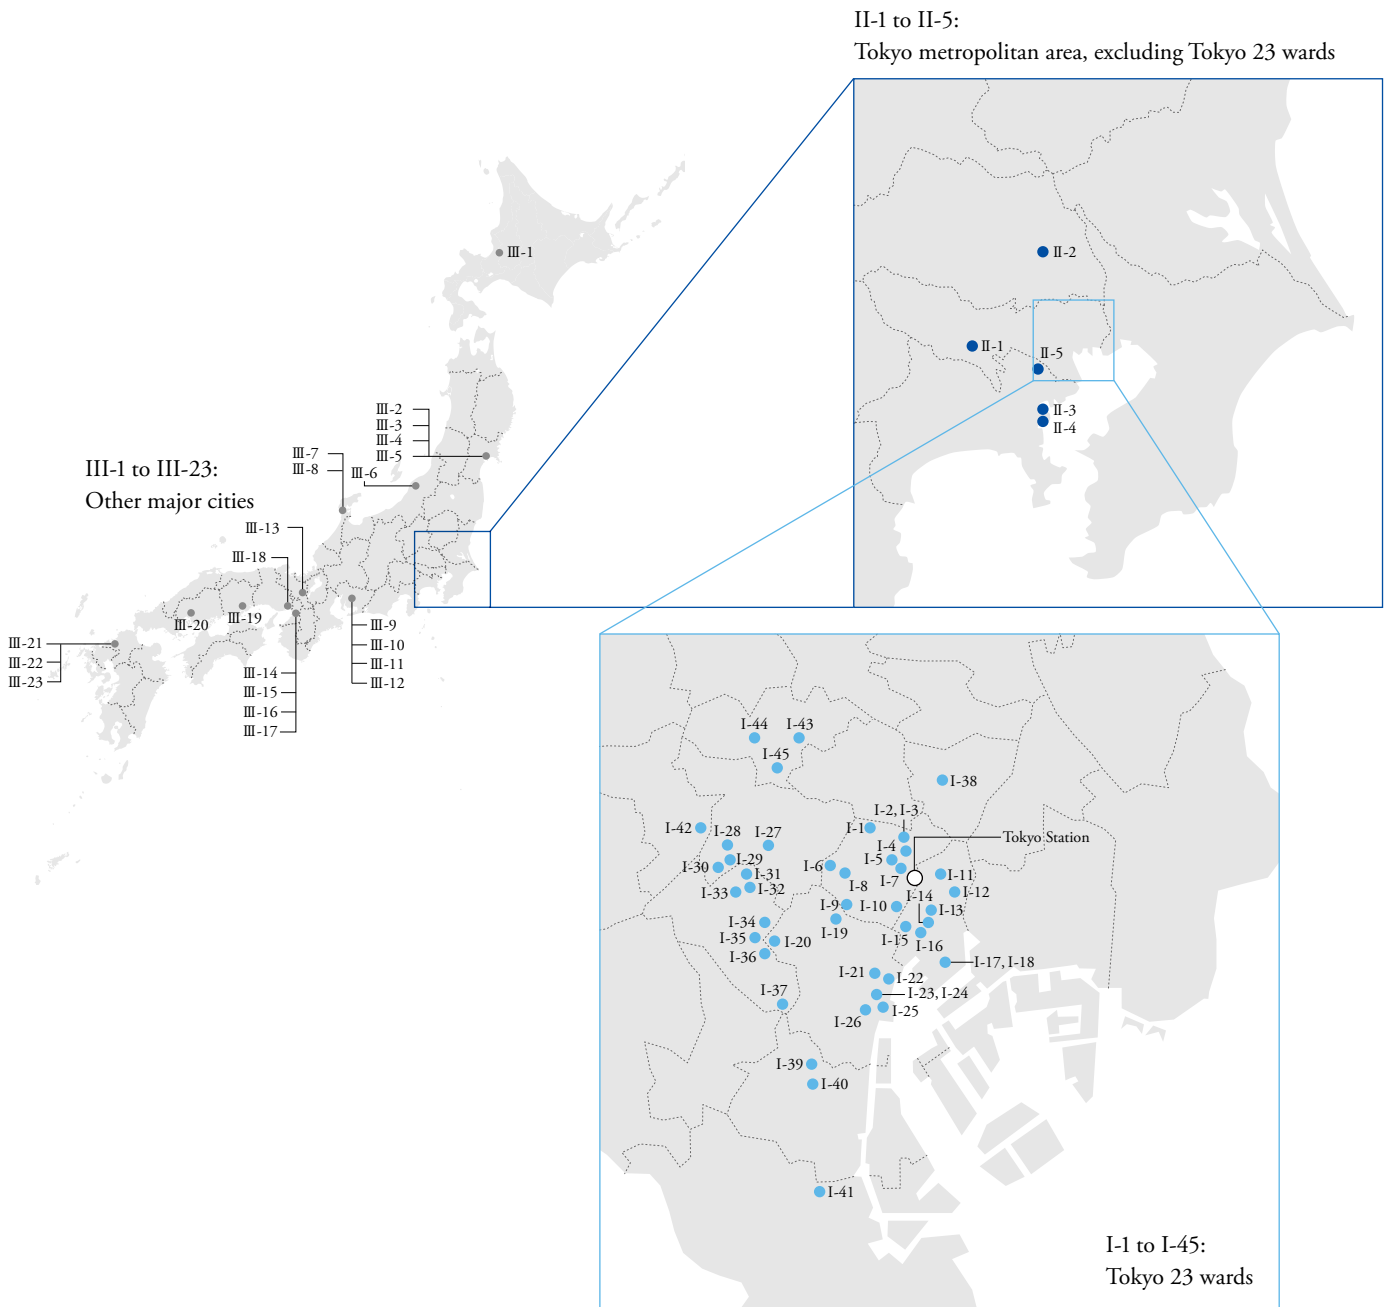 II-1 to II-5:
Tokyo metropolitan area, excluding Tokyo 23 wards
II-2
II-1
II-5
II-3
II-4
III-1
III-2
III-3
III-4
III-5
III-7
III-8
III-6
III-1 to III-23:
Other major cities
III-13
III-18
III-20
III-19
III-21
III-22
III-23
III-9
III-10
III-11
III-12
III-14
III-15
III-16
III-17
I-44
I-43
I-45
I-38
I-2, I-3
I-42
I-28
I-27
I-1
Tokyo Station
I-4
I-5
I-29
I-30
I-6
I-31
I-7
I-8
I-11
I-32
I-33
I-12
I-14
I-9
I-10
I-13
I-34
I-19
I-15
I-16
I-35
I-20
I-36
I-17, I-18
I-21
I-22
I-37
I-23, I-24
I-25
I-26
I-39
I-40
I-41
I-1 to I-45:
Tokyo 23 wards